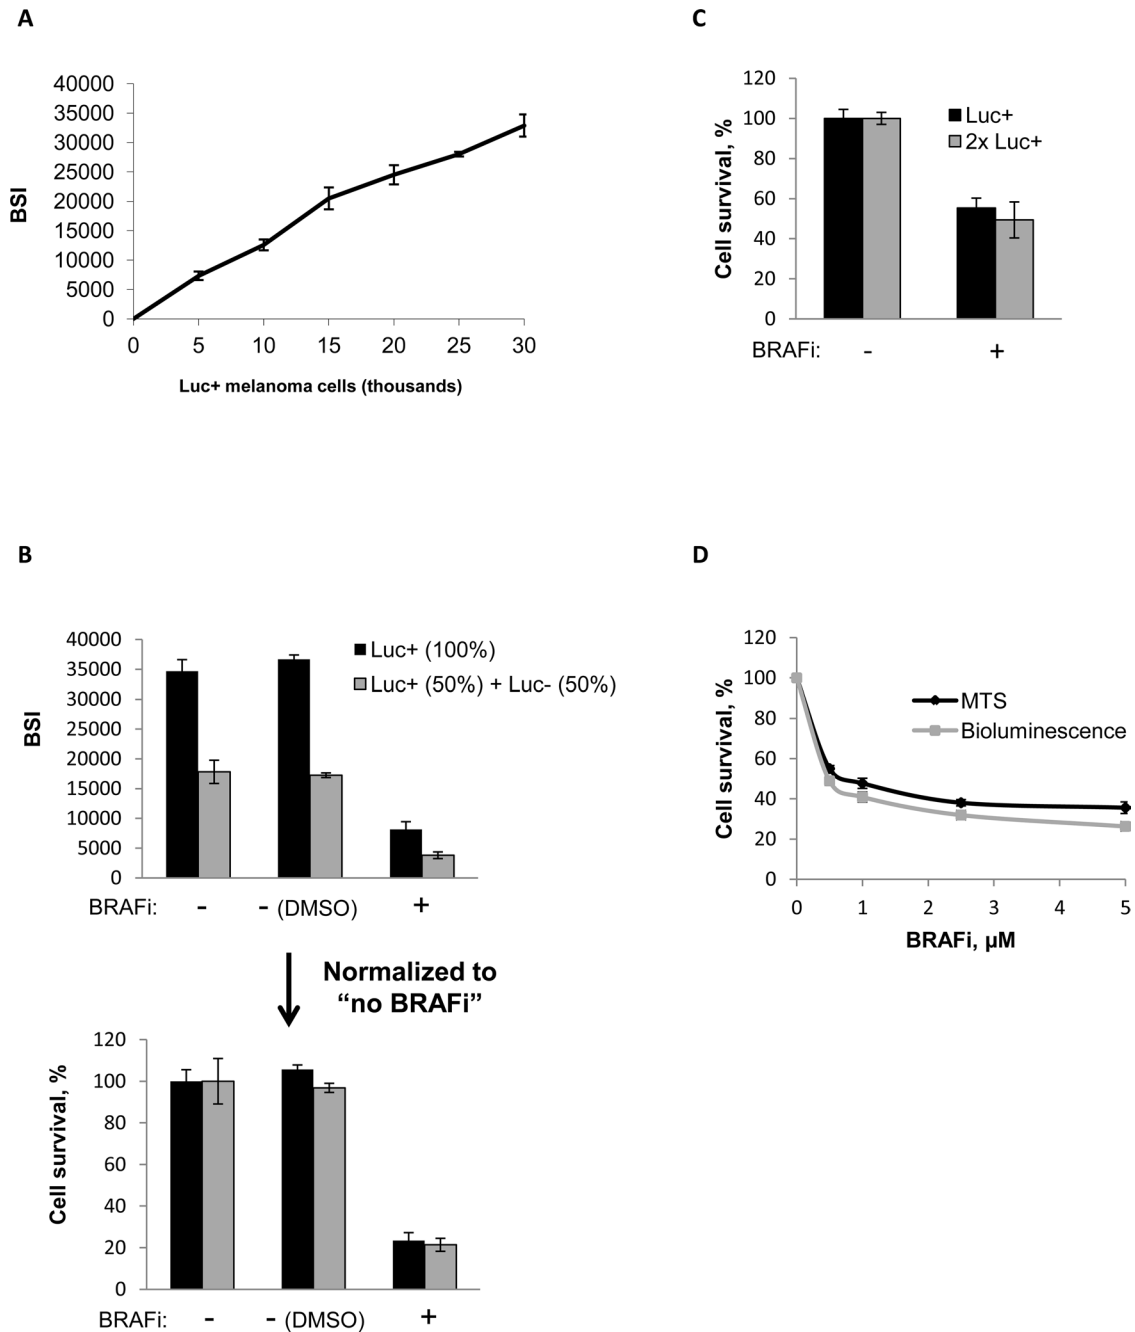 A
40000
35000
30000
25000
20000
15000
10000
5000
0
BSI
0 5 10 15 20 25 30
Luc+ melanoma cells (thousands)
C
120
100
80
60
40
20
0
Cell survival, %
Luc+
2x Luc+
BRAFi: - +
B
40000
35000
30000
25000
20000
15000
10000
5000
0
BSI
Luc+ (100%)
Luc+ (50%) + Luc- (50%)
BRAFi: - - (DMSO) +
Normalized to
“no BRAFi”
120
100
80
60
40
20
0
Cell survival, %
BRAFi: - - (DMSO) +
D
120
100
80
60
40
20
0
Cell survival, %
MTS
Bioluminescence
0 1 2 3 4 5
BRAFi, µM